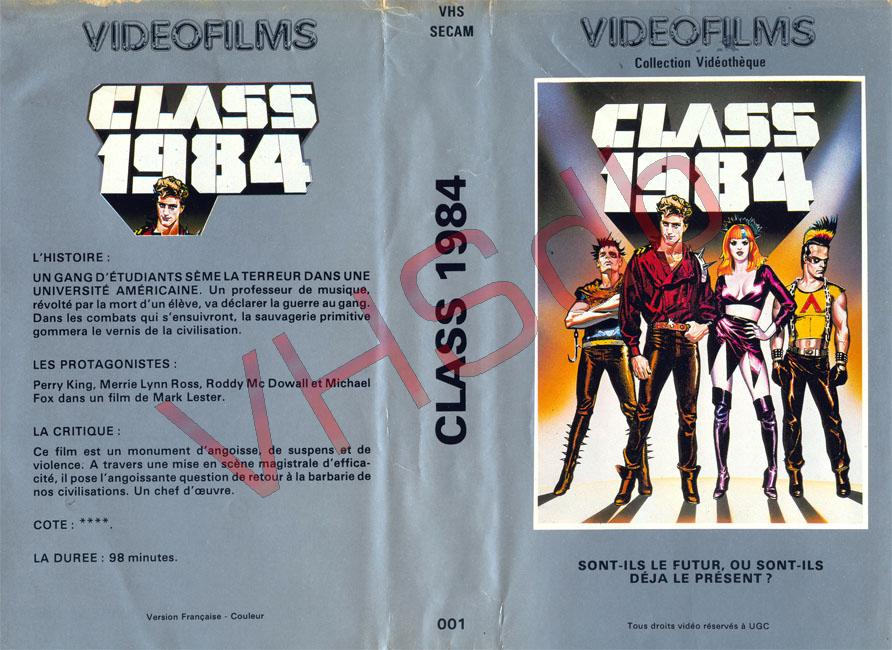 VIDEOFILMS
CLASS
1984
L'HISTOIRE :
UN GANG D'ÉTUDIANTS SÈME LA TERREUR DANS UNE
UNIVERSITÉ AMÉRICAINE. Un professeur de musique,
révolté par la mort d'un élève, va déclarer la guerre au gang.
Dans les combats qui s'ensuivront, la sauvagerie primitive
gommera le vernis de la civilisation.
LES PROTAGONISTES :
Perry King, Merrie Lynn Ross, Roddy Mc Dowall et Michael
Fox dans un film de Mark Lester.
LA CRITIQUE :
Ce film est un monument d'angoisse, de suspens et de
violence. A travers une mise en scène magistrale d'effica-
cité, il pose l'angoissante question de retour à la barbarie de
nos civilisations. Un chef d'œuvre.
COTE : ****.
LA DUREE : 98 minutes.
Version Française - Couleur
VHS
SECAM
CLASS 1984
001
VIDEOFILMS
Collection Vidéothèque
CLASS
1984
SONT-ILS LE FUTUR, OU SONT-ILS
DÉJA LE PRÉSENT ?
Tous droits vidéo réservés à UGC
VHSdb